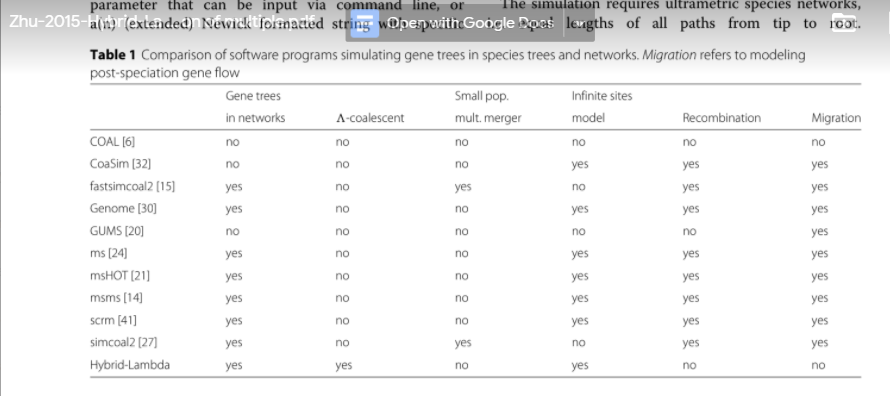 parameter that can be input via command line, or
The simulation requires ultrametric species networks,
a(n) (extended) Newick formatted string
lengths of all paths from tip to root.
Open with Google Docs
Table 1 Comparison of software programs simulating gene trees in species trees and networks. Migration refers to modeling
post-speciation gene flow
Gene trees Small pop. Infinite sites
in networks Λ-coalescent mult. merger model Recombination Migration
COAL [6] no no no no no no
CoaSim [32] no no no yes yes yes
fastsimcoal2 [15] yes no yes no yes yes
Genome [30] yes no no yes yes yes
GUMS [20] no no no no no yes
ms [24] yes no no yes yes yes
msHOT [21] yes no no yes yes yes
msms [14] yes no no yes yes yes
scrm [41] yes no no yes yes yes
simcoal2 [27] yes no yes no yes yes
Hybrid-Lambda yes yes no yes no no